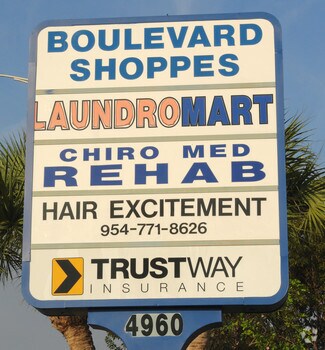 BOULEVARD
SHOPPES
LAUNDROMART
CHIRO MED
REHAB
HAIR EXCITEMENT
954-771-8626
TRUSTWAY
INSURANCE
4960